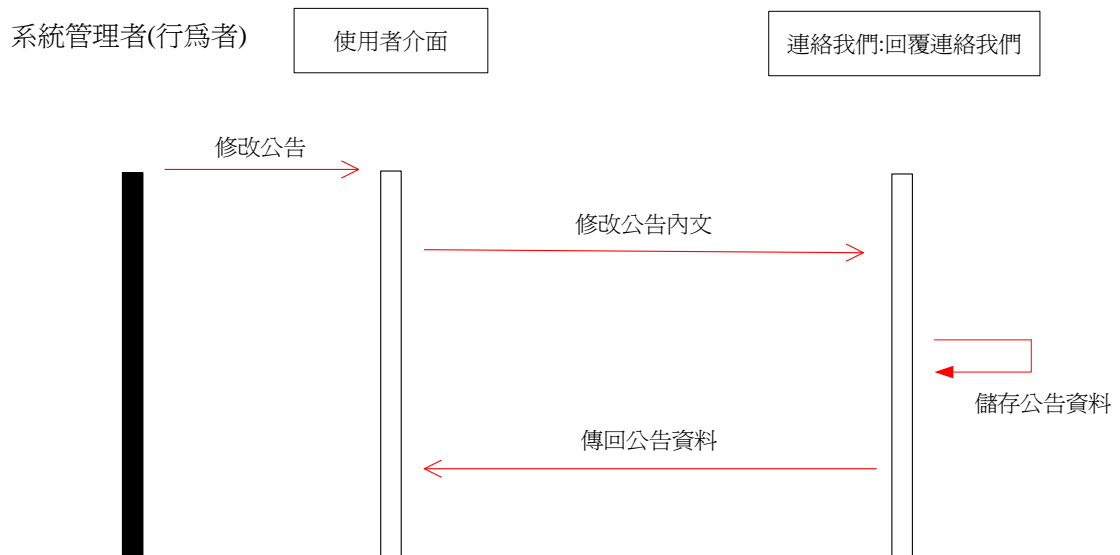 系統管理者(行為者)
使用者介面
連絡我們:回覆連絡我們
修改公告
修改公告內文
儲存公告資料
傳回公告資料